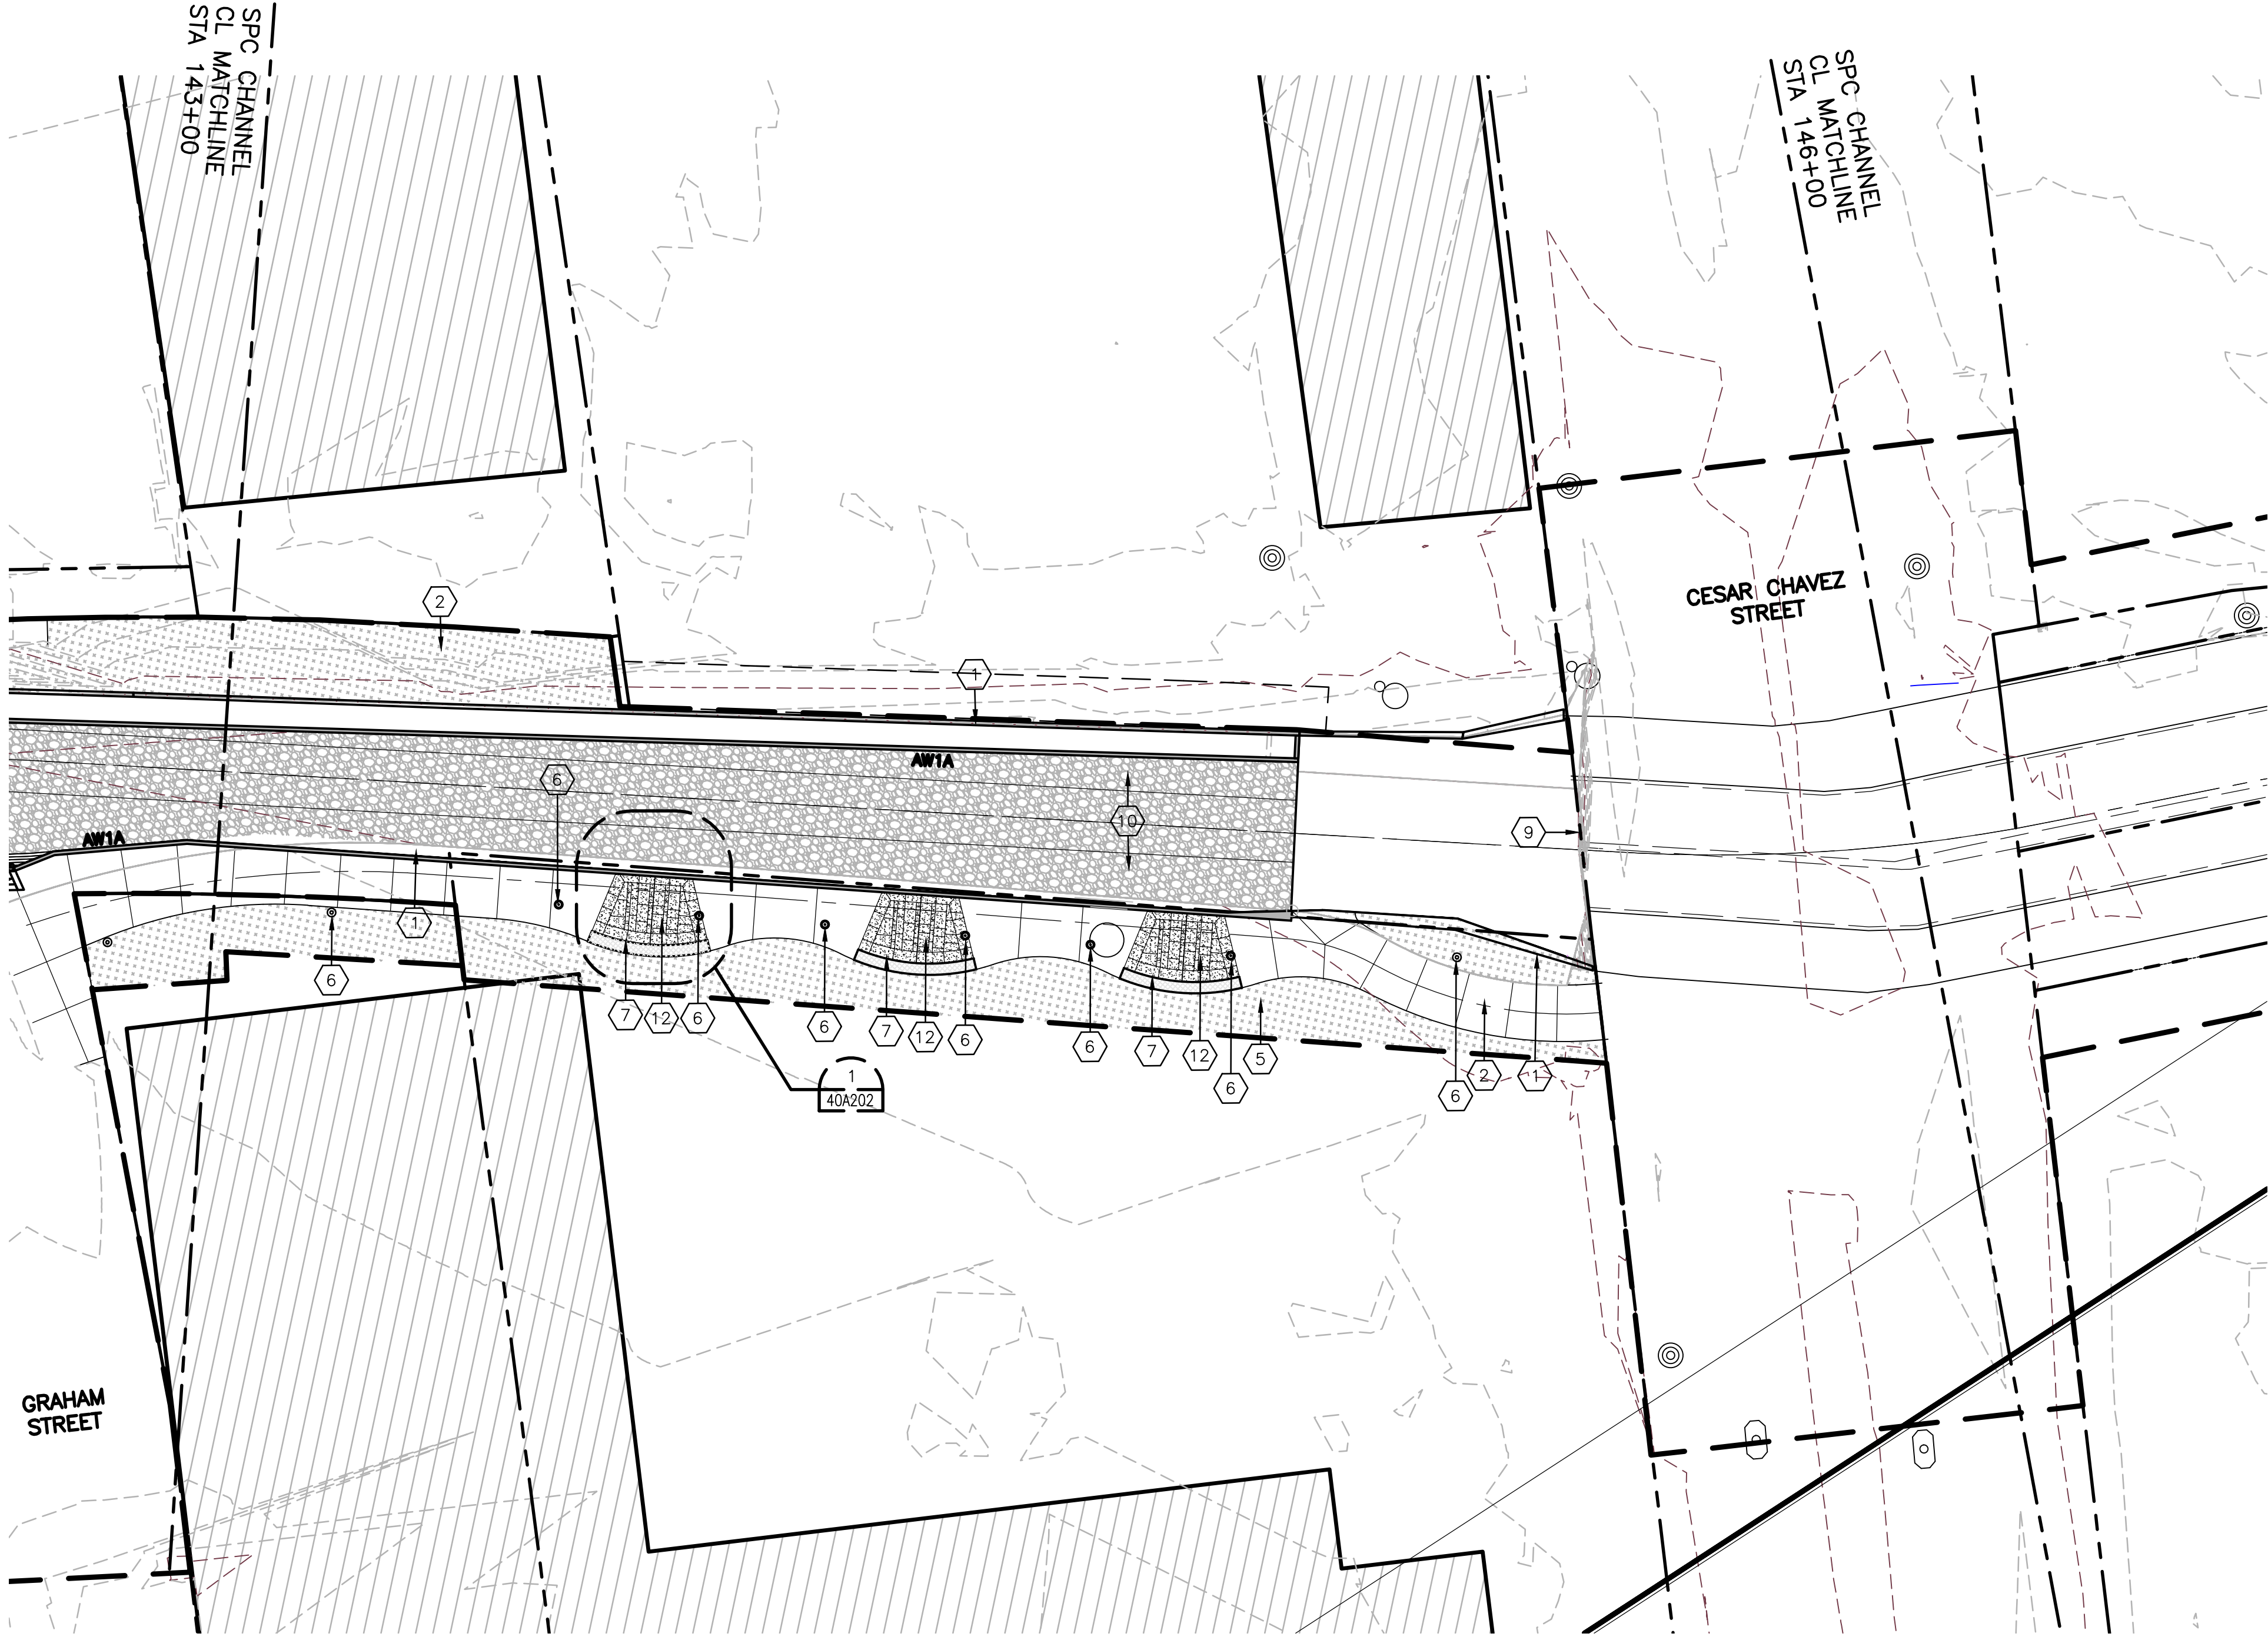 SPC CHANNEL
CL MATCHLINE
STA 143+00
SPC CHANNEL
CL MATCHLINE
STA 146+00
CESAR CHAVEZ
STREET
2
1
AW1A
6
10
9
AW1A
1
6
7
12
6
6
7
12
6
6
7
12
6
5
6
2
1
1
40A202
GRAHAM
STREET